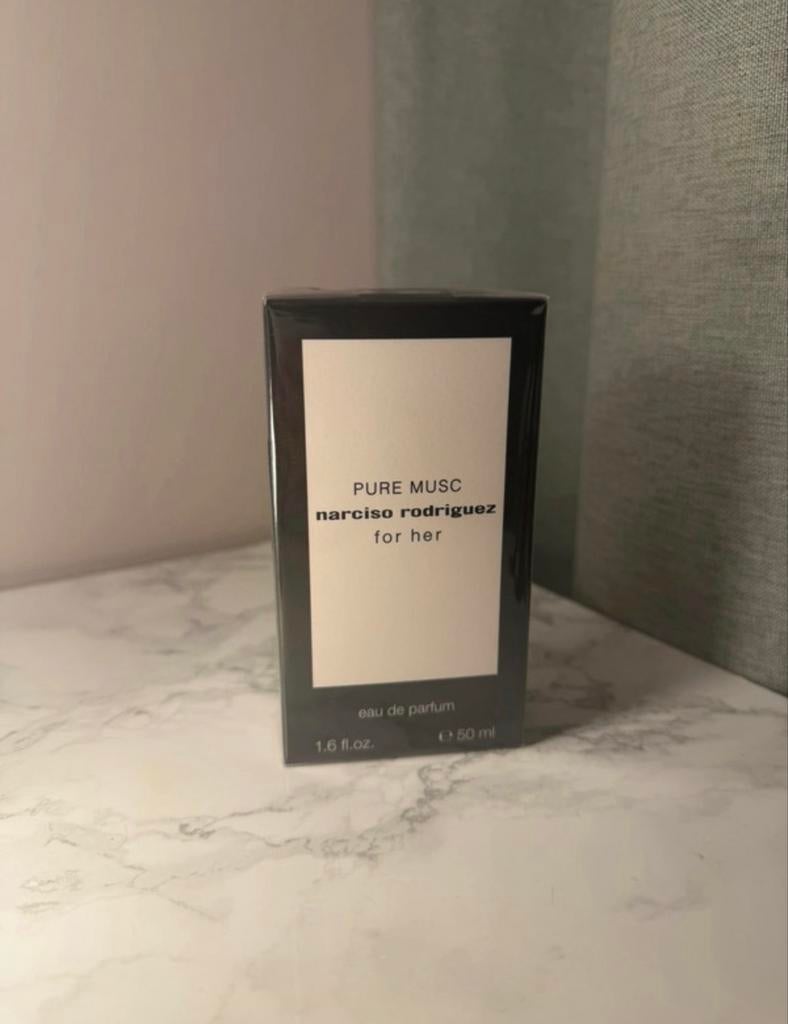 PURE MUSC
narciso rodriguez
for her
eau de parfum
1.6 fl.oz. ℮ 50 ml